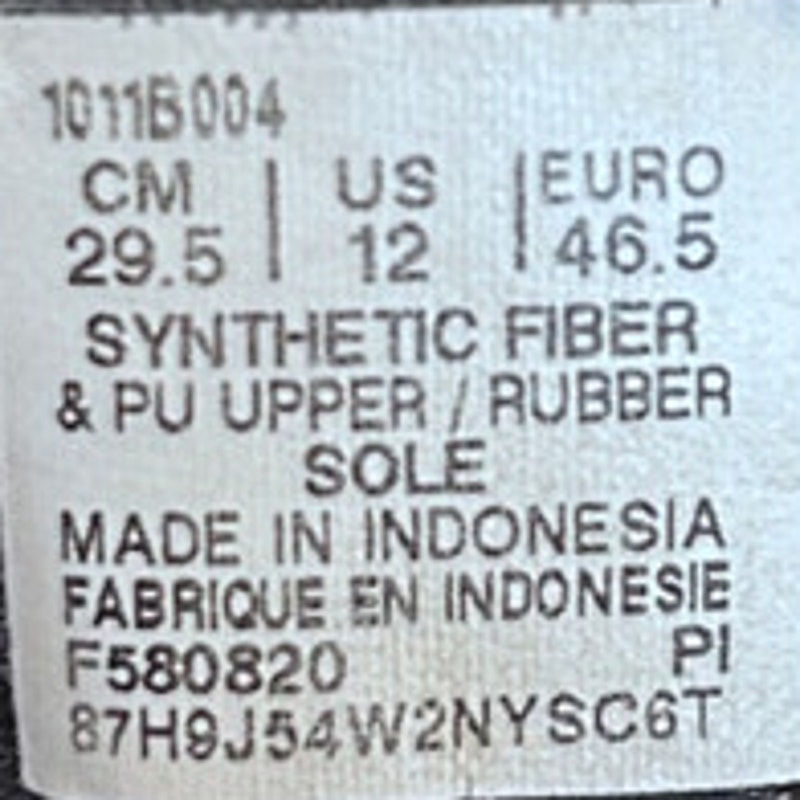 1011B004
CM | US | EURO
29.5 | 12 | 46.5
SYNTHETIC FIBER
& PU UPPER / RUBBER
SOLE
MADE IN INDONESIA
FABRIQUE EN INDONESIE
F580820 PI
87H9J54W2NYSC6T